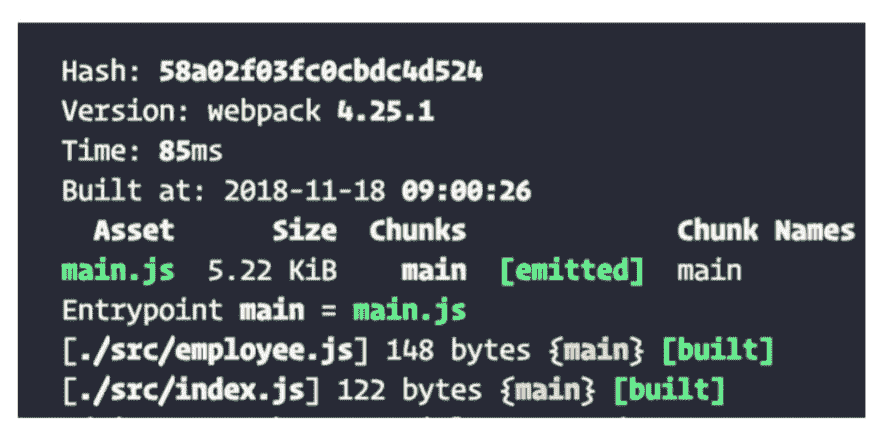 Hash: 58a02f03fc0cbdc4d524
Version: webpack 4.25.1
Time: 85ms
Built at: 2018-11-18 09:00:26
Asset Size Chunks Chunk Names
main.js 5.22 KiB main [emitted] main
Entrypoint main = main.js
[./src/employee.js] 148 bytes {main} [built]
[./src/index.js] 122 bytes {main} [built]